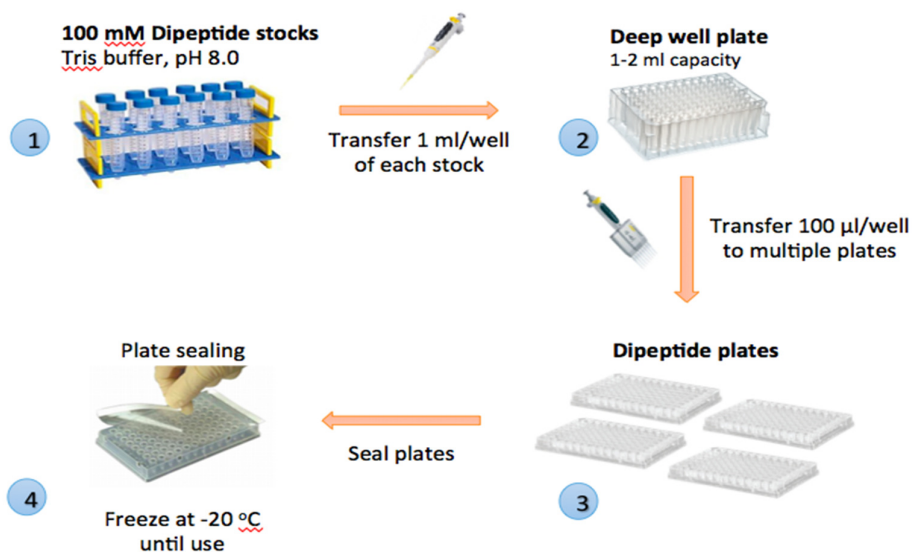 100 mM Dipeptide stocks
Tris buffer, pH 8.0
1
Transfer 1 ml/well
of each stock
Deep well plate
1-2 ml capacity
2
Transfer 100 µl/well
to multiple plates
Dipeptide plates
3
Seal plates
Plate sealing
4
Freeze at -20 °C
until use